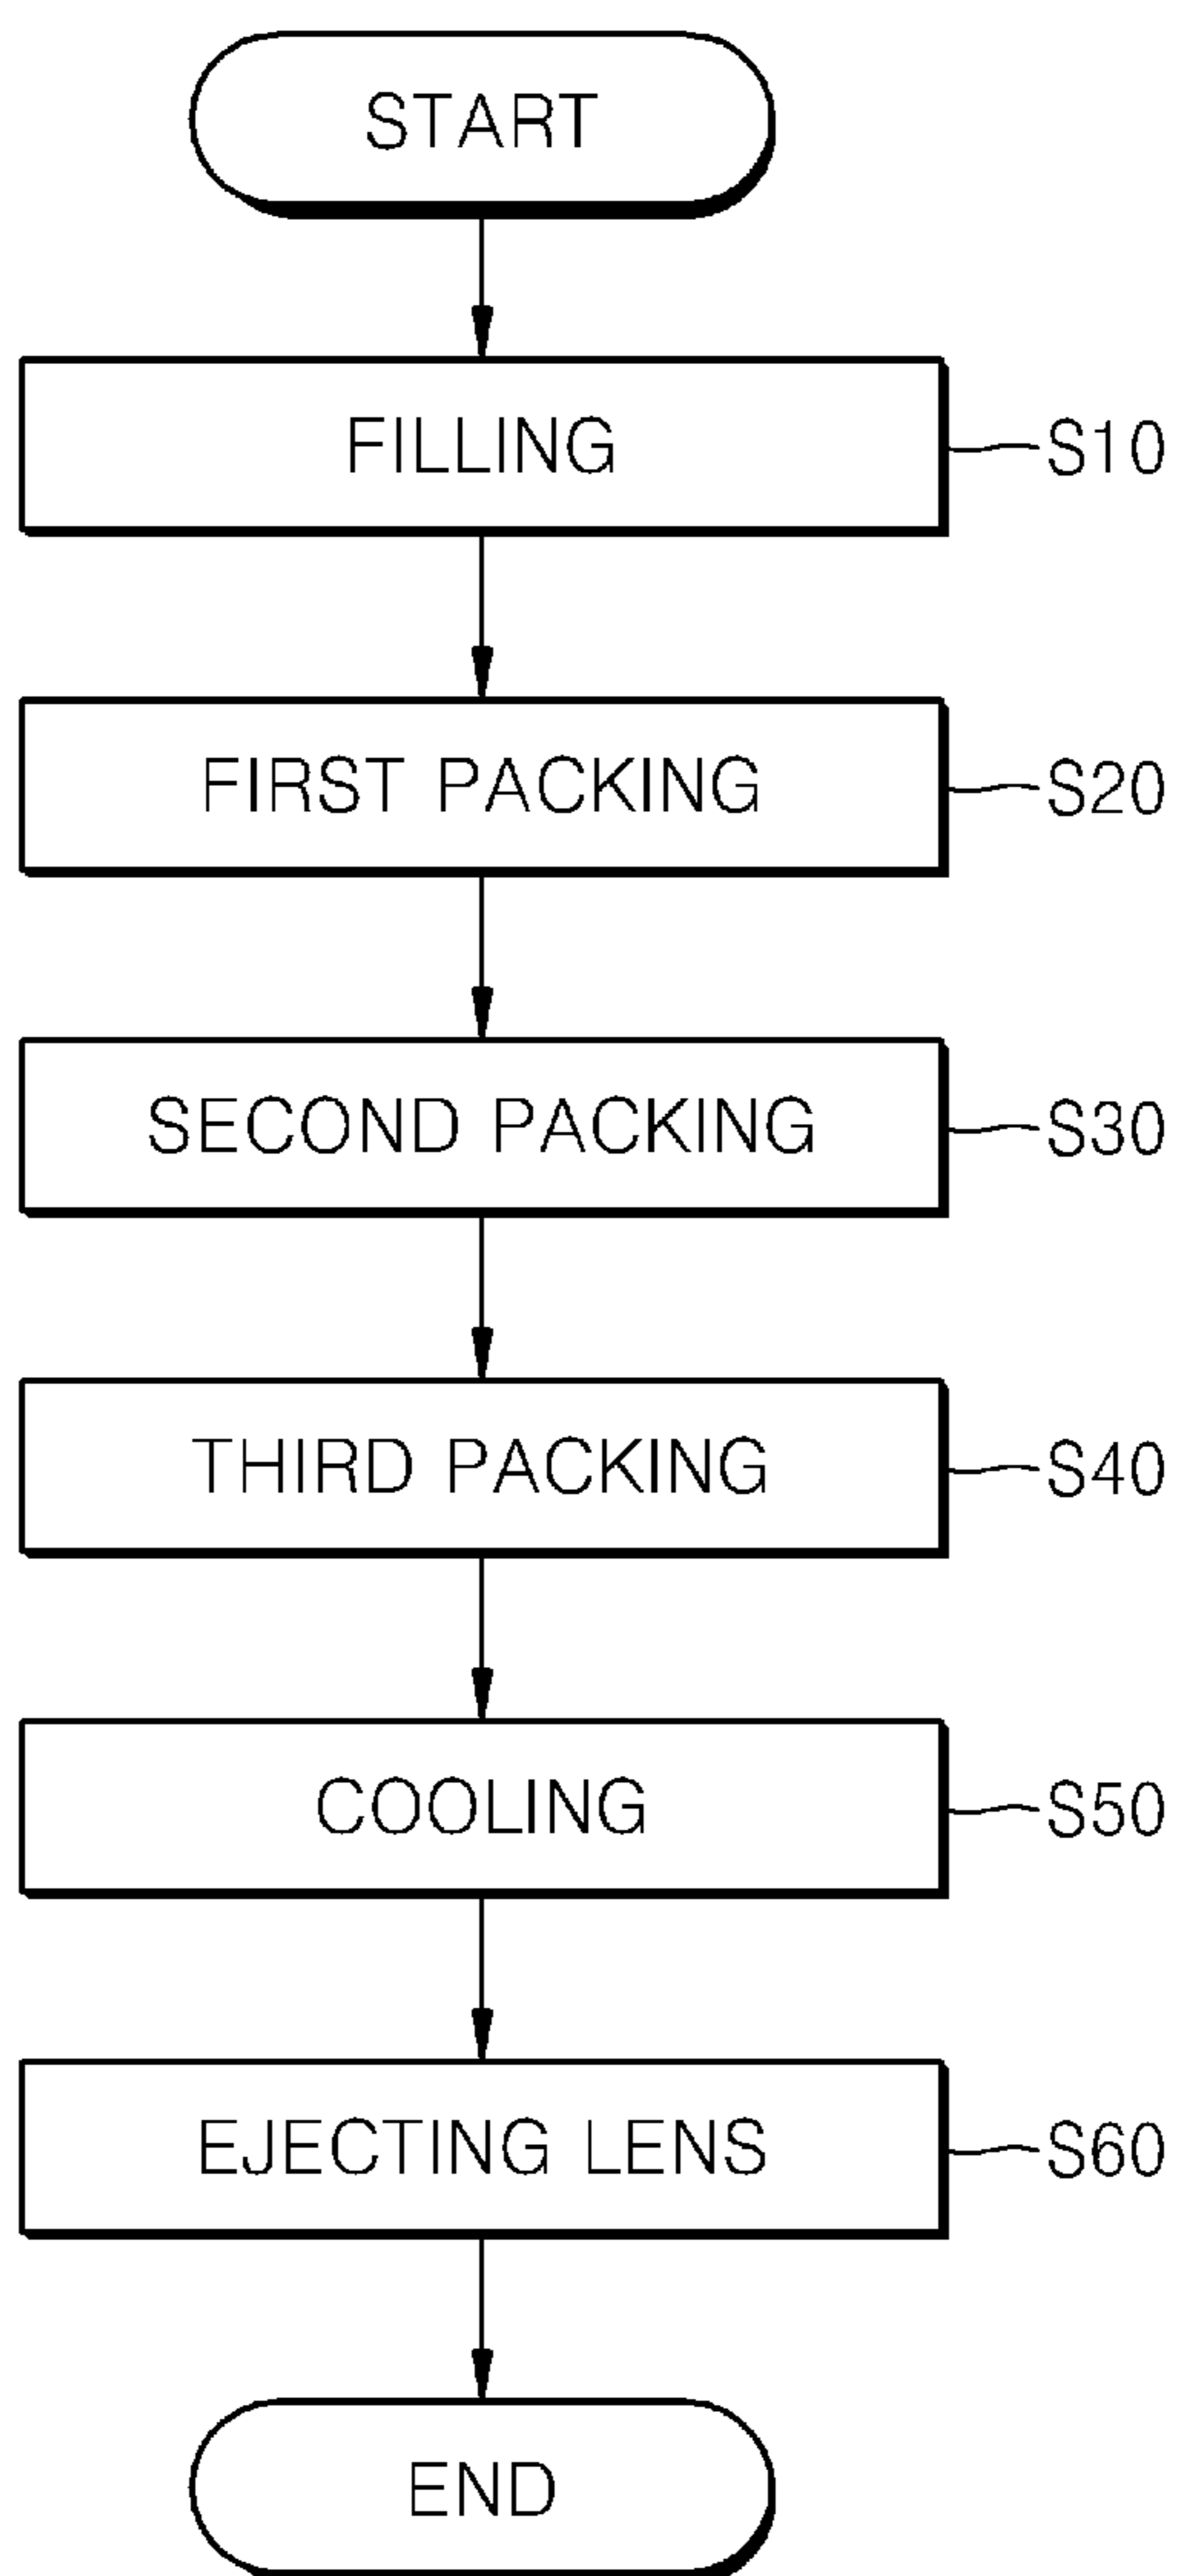 START
FILLING
S10
FIRST PACKING
S20
SECOND PACKING
S30
THIRD PACKING
S40
COOLING
S50
EJECTING LENS
S60
END